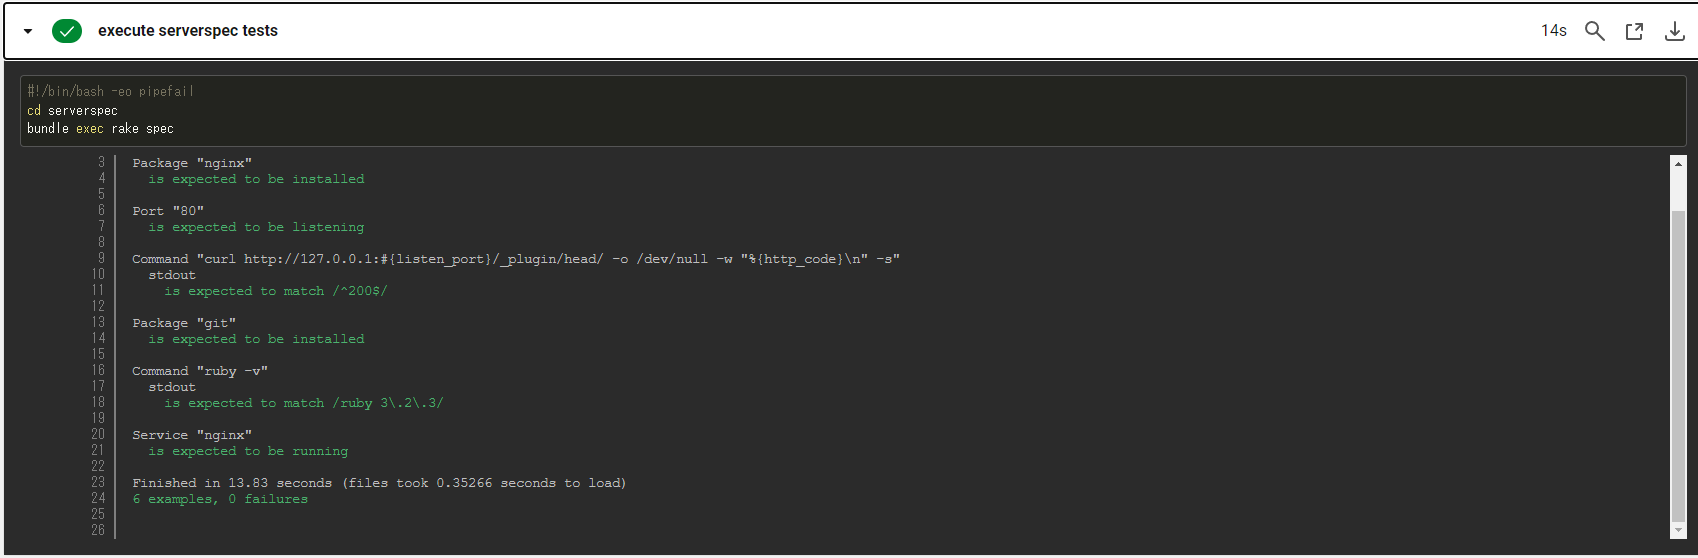 execute serverspec tests
14s
#!/bin/bash -eo pipefail
cd serverspec
bundle exec rake spec
3 Package "nginx"
4 is expected to be installed
5
6 Port "80"
7 is expected to be listening
8
9 Command "curl http://127.0.0.1:#{listen_port}/_plugin/head/ -o /dev/null -w "%{http_code}\n" -s"
10 stdout
11 is expected to match /^200$/
12
13 Package "git"
14 is expected to be installed
15
16 Command "ruby -v"
17 stdout
18 is expected to match /ruby 3\.2\.3/
19
20 Service "nginx"
21 is expected to be running
22
23 Finished in 13.83 seconds (files took 0.35266 seconds to load)
24 6 examples, 0 failures
25
26